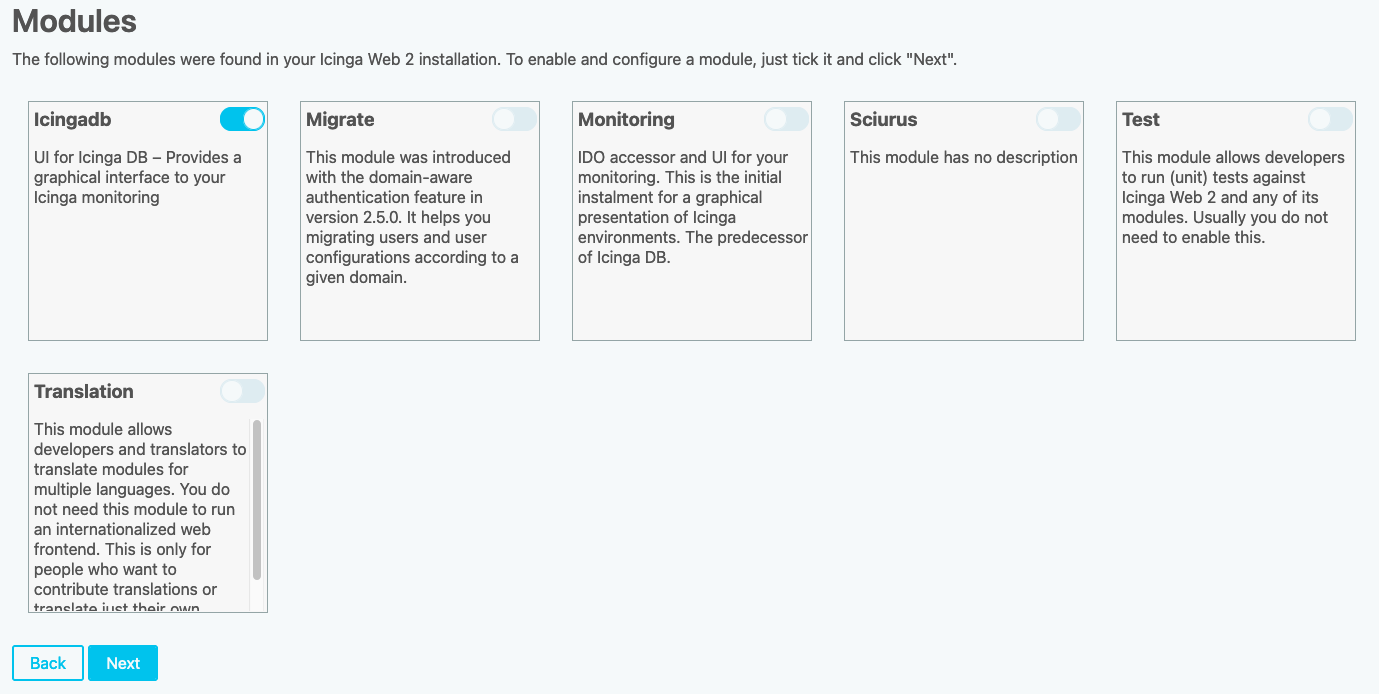 Modules
The following modules were found in your Icinga Web 2 installation. To enable and configure a module, just tick it and click "Next".
Icingadb
UI for Icinga DB – Provides a
graphical interface to your
Icinga monitoring
Migrate
This module was introduced
with the domain-aware
authentication feature in
version 2.5.0. It helps you
migrating users and user
configurations according to a
given domain.
Monitoring
IDO accessor and UI for your
monitoring. This is the initial
instalment for a graphical
presentation of Icinga
environments. The predecessor
of Icinga DB.
Sciurus
This module has no description
Test
This module allows developers
to run (unit) tests against
Icinga Web 2 and any of its
modules. Usually you do not
need to enable this.
Translation
This module allows
developers and translators to
translate modules for
multiple languages. You do
not need this module to run
an internationalized web
frontend. This is only for
people who want to
contribute translations or
translate just their own
Back
Next